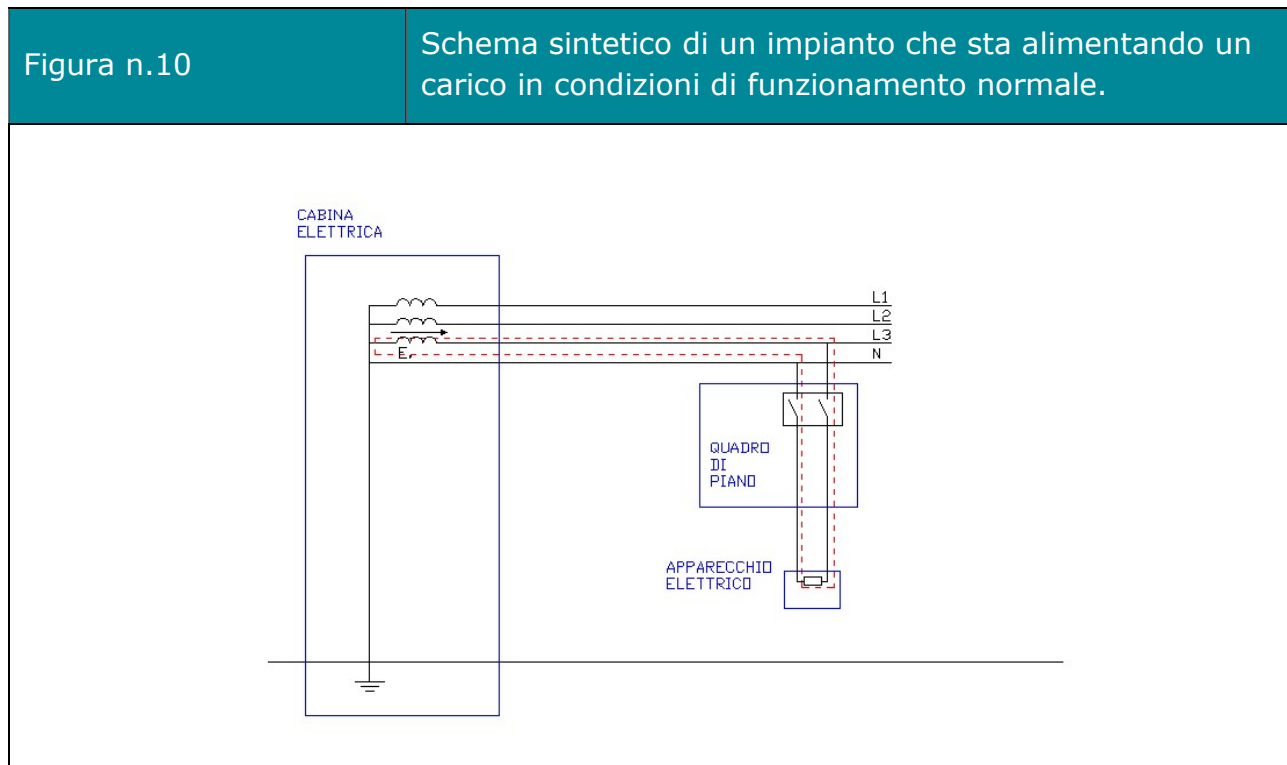 Figura n.10
Schema sintetico di un impianto che sta alimentando un
carico in condizioni di funzionamento normale.
CABINA
ELETTRICA
L1
L2
L3
N
E
QUADRO
DI
PIANO
APPARECCHIO
ELETTRICO